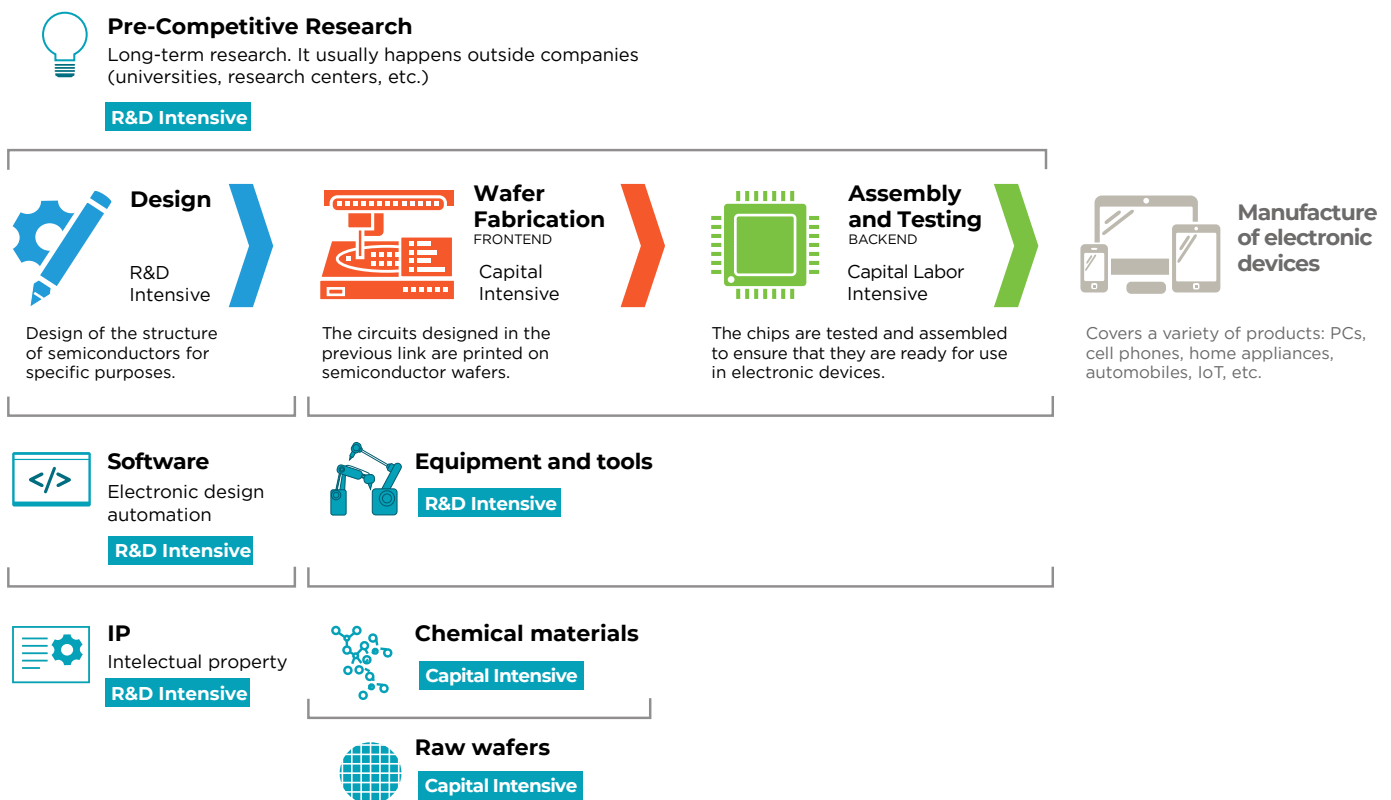 Pre-Competitive Research
Long-term research. It usually happens outside companies
(universities, research centers, etc.)
R&D Intensive
Design
R&D
Intensive
Design of the structure
of semiconductors for
specific purposes.
Wafer
Fabrication
FRONTEND
Capital
Intensive
The circuits designed in the
previous link are printed on
semiconductor wafers.
Assembly
and Testing
BACKEND
Capital Labor
Intensive
The chips are tested and assembled
to ensure that they are ready for use
in electronic devices.
Manufacture
of electronic
devices
Covers a variety of products: PCs,
cell phones, home appliances,
automobiles, IoT, etc.
</>
Software
Electronic design
automation
R&D Intensive
Equipment and tools
R&D Intensive
IP
Intelectual property
R&D Intensive
Chemical materials
Capital Intensive
Raw wafers
Capital Intensive